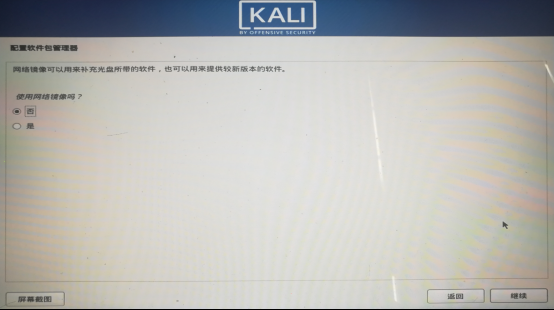 KALI
BY OFFENSIVE SECURITY
配置软件包管理器
网络镜像可以用来补充光盘所带的软件，也可以用来提供较新版本的软件。
使用网络镜像吗？
否
是
屏幕截图
返回
继续